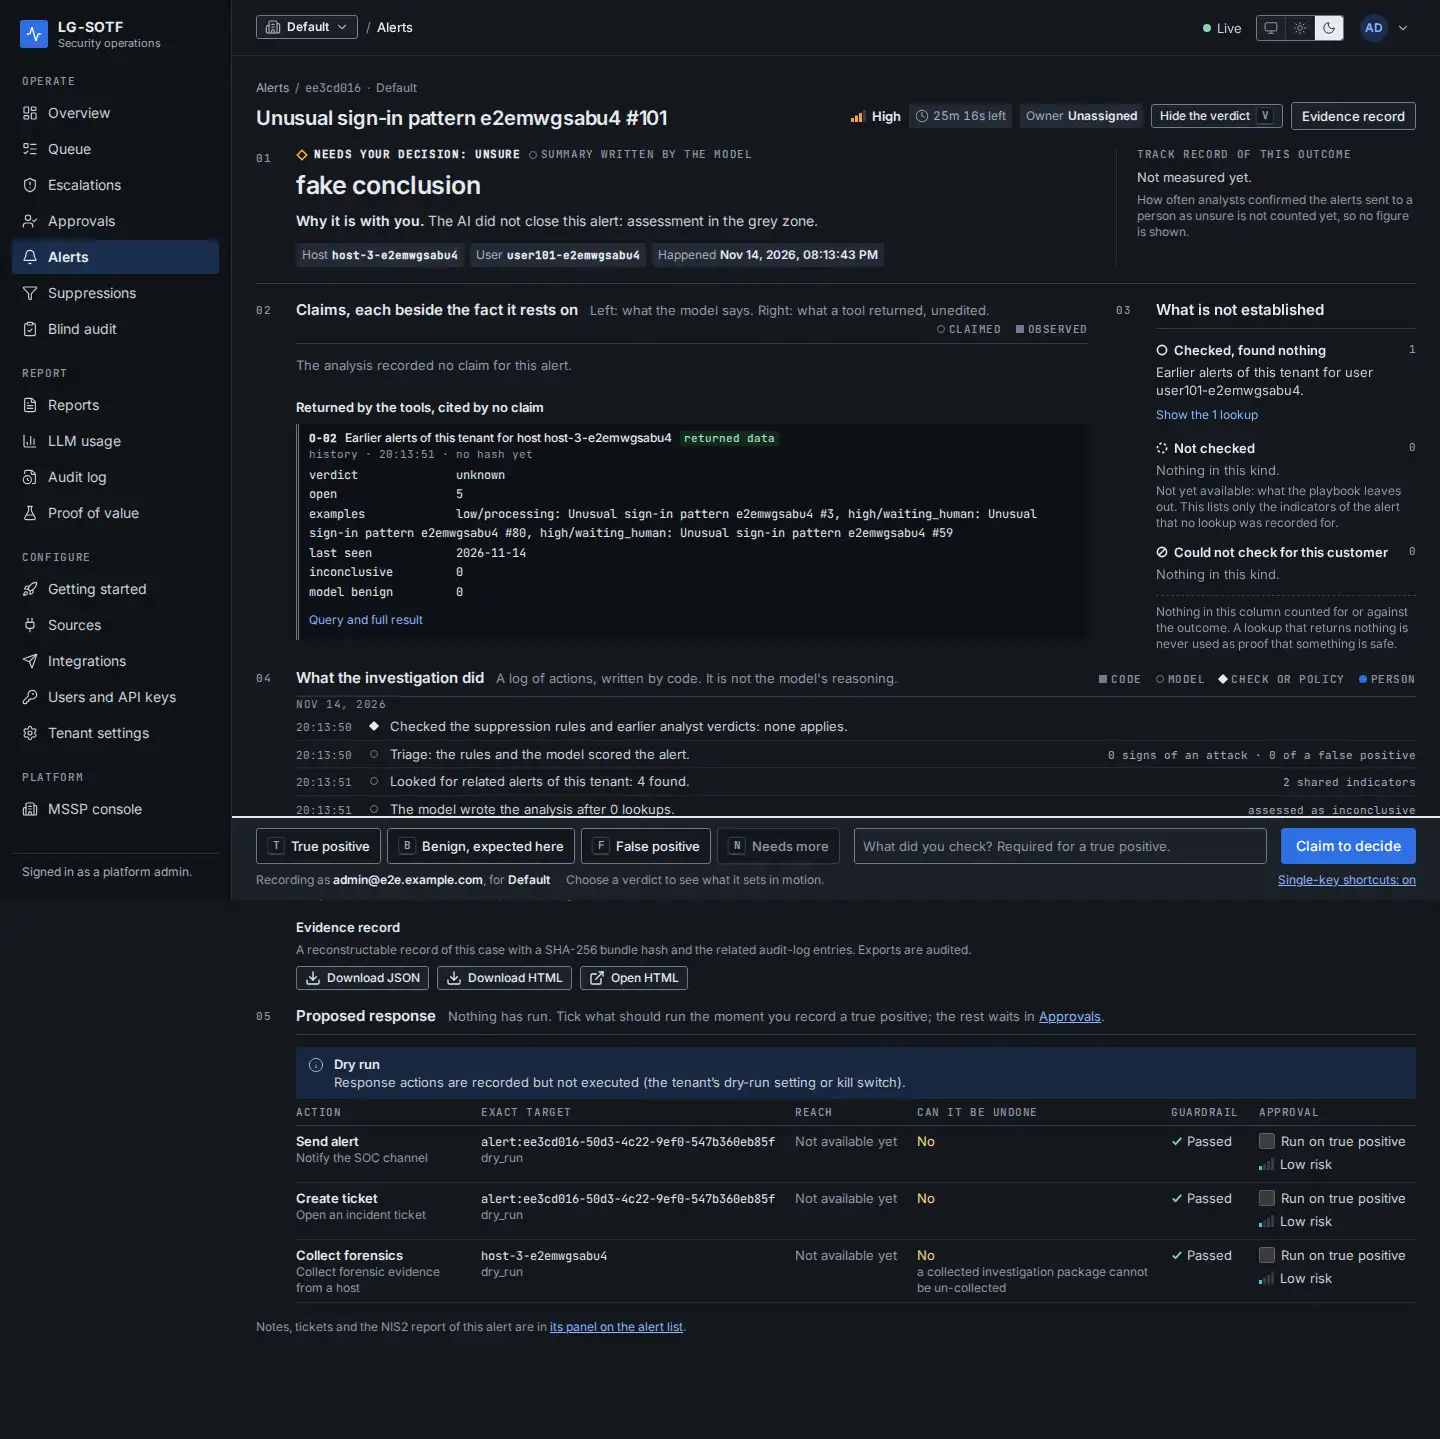 LG-SOTF
Security operations
OPERATE
Overview
Queue
Escalations
Approvals
Alerts
Suppressions
Blind audit
REPORT
Reports
LLM usage
Audit log
Proof of value
CONFIGURE
Getting started
Sources
Integrations
Users and API keys
Tenant settings
PLATFORM
MSSP console
Signed in as a platform admin.
Default / Alerts
Live
AD
Alerts / ee3cd016 · Default
Unusual sign-in pattern e2emwgsabu4 #101
High
25m 16s left
Owner Unassigned
Hide the verdict V
Evidence record
01
NEEDS YOUR DECISION: UNSURE
SUMMARY WRITTEN BY THE MODEL
fake conclusion
Why it is with you. The AI did not close this alert: assessment in the grey zone.
Host host-3-e2emwgsabu4
User user101-e2emwgsabu4
Happened Nov 14, 2026, 08:13:43 PM
TRACK RECORD OF THIS OUTCOME
Not measured yet.
How often analysts confirmed the alerts sent to a
person as unsure is not counted yet, so no figure
is shown.
02
Claims, each beside the fact it rests on
Left: what the model says. Right: what a tool returned, unedited.
CLAIMED
OBSERVED
The analysis recorded no claim for this alert.
Returned by the tools, cited by no claim
O-02 Earlier alerts of this tenant for host host-3-e2emwgsabu4 returned data
history · 20:13:51 · no hash yet
verdict unknown
open 5
examples low/processing: Unusual sign-in pattern e2emwgsabu4 #3, high/waiting_human: Unusual
sign-in pattern e2emwgsabu4 #80, high/waiting_human: Unusual sign-in pattern e2emwgsabu4 #59
last seen 2026-11-14
inconclusive 0
model benign 0
Query and full result
03
What is not established
Checked, found nothing 1
Earlier alerts of this tenant for user
user101-e2emwgsabu4.
Show the 1 lookup
Not checked 0
Nothing in this kind.
Not yet available: what the playbook leaves
out. This lists only the indicators of the alert
that no lookup was recorded for.
Could not check for this customer 0
Nothing in this kind.
Nothing in this column counted for or against
the outcome. A lookup that returns nothing is
never used as proof that something is safe.
04
What the investigation did
A log of actions, written by code. It is not the model's reasoning.
CODE
MODEL
CHECK OR POLICY
PERSON
NOV 14, 2026
20:13:50 Checked the suppression rules and earlier analyst verdicts: none applies.
20:13:50 Triage: the rules and the model scored the alert. 0 signs of an attack · 0 of a false positive
20:13:51 Looked for related alerts of this tenant: 4 found. 2 shared indicators
20:13:51 The model wrote the analysis after 0 lookups. assessed as inconclusive
T True positive
B Benign, expected here
F False positive
N Needs more
What did you check? Required for a true positive.
Claim to decide
Recording as admin@e2e.example.com, for Default
Choose a verdict to see what it sets in motion.
Single-key shortcuts: on
Evidence record
A reconstructable record of this case with a SHA-256 bundle hash and the related audit-log entries. Exports are audited.
Download JSON
Download HTML
Open HTML
05
Proposed response
Nothing has run. Tick what should run the moment you record a true positive; the rest waits in Approvals.
Dry run
Response actions are recorded but not executed (the tenant's dry-run setting or kill switch).
ACTION EXACT TARGET REACH CAN IT BE UNDONE GUARDRAIL APPROVAL
Send alert alert:ee3cd016-50d3-4c22-9ef0-547b360eb85f Not available yet No Passed Run on true positive
Notify the SOC channel dry_run Low risk
Create ticket alert:ee3cd016-50d3-4c22-9ef0-547b360eb85f Not available yet No Passed Run on true positive
Open an incident ticket dry_run Low risk
Collect forensics host-3-e2emwgsabu4 Not available yet No Passed Run on true positive
Collect forensic evidence dry_run a collected investigation package cannot Low risk
from a host be un-collected
Notes, tickets and the NIS2 report of this alert are in its panel on the alert list.